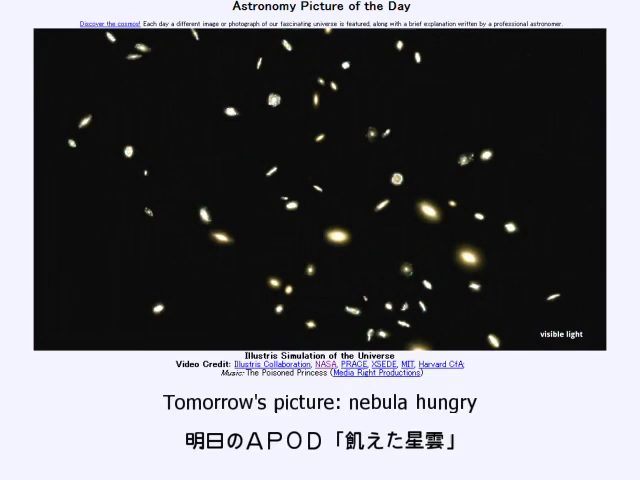 Astronomy Picture of the Day
Discover the cosmos! Each day a different image or photograph of our fascinating universe is featured, along with a brief explanation written by a professional astronomer.
visible light
Illustris Simulation of the Universe
Video Credit: Illustris Collaboration, NASA, PRACE, XSEDE, MIT, Harvard CfA;
Music: The Poisoned Princess (Media Right Productions)
Tomorrow's picture: nebula hungry
明日のＡＰＯＤ「飢えた星雲」